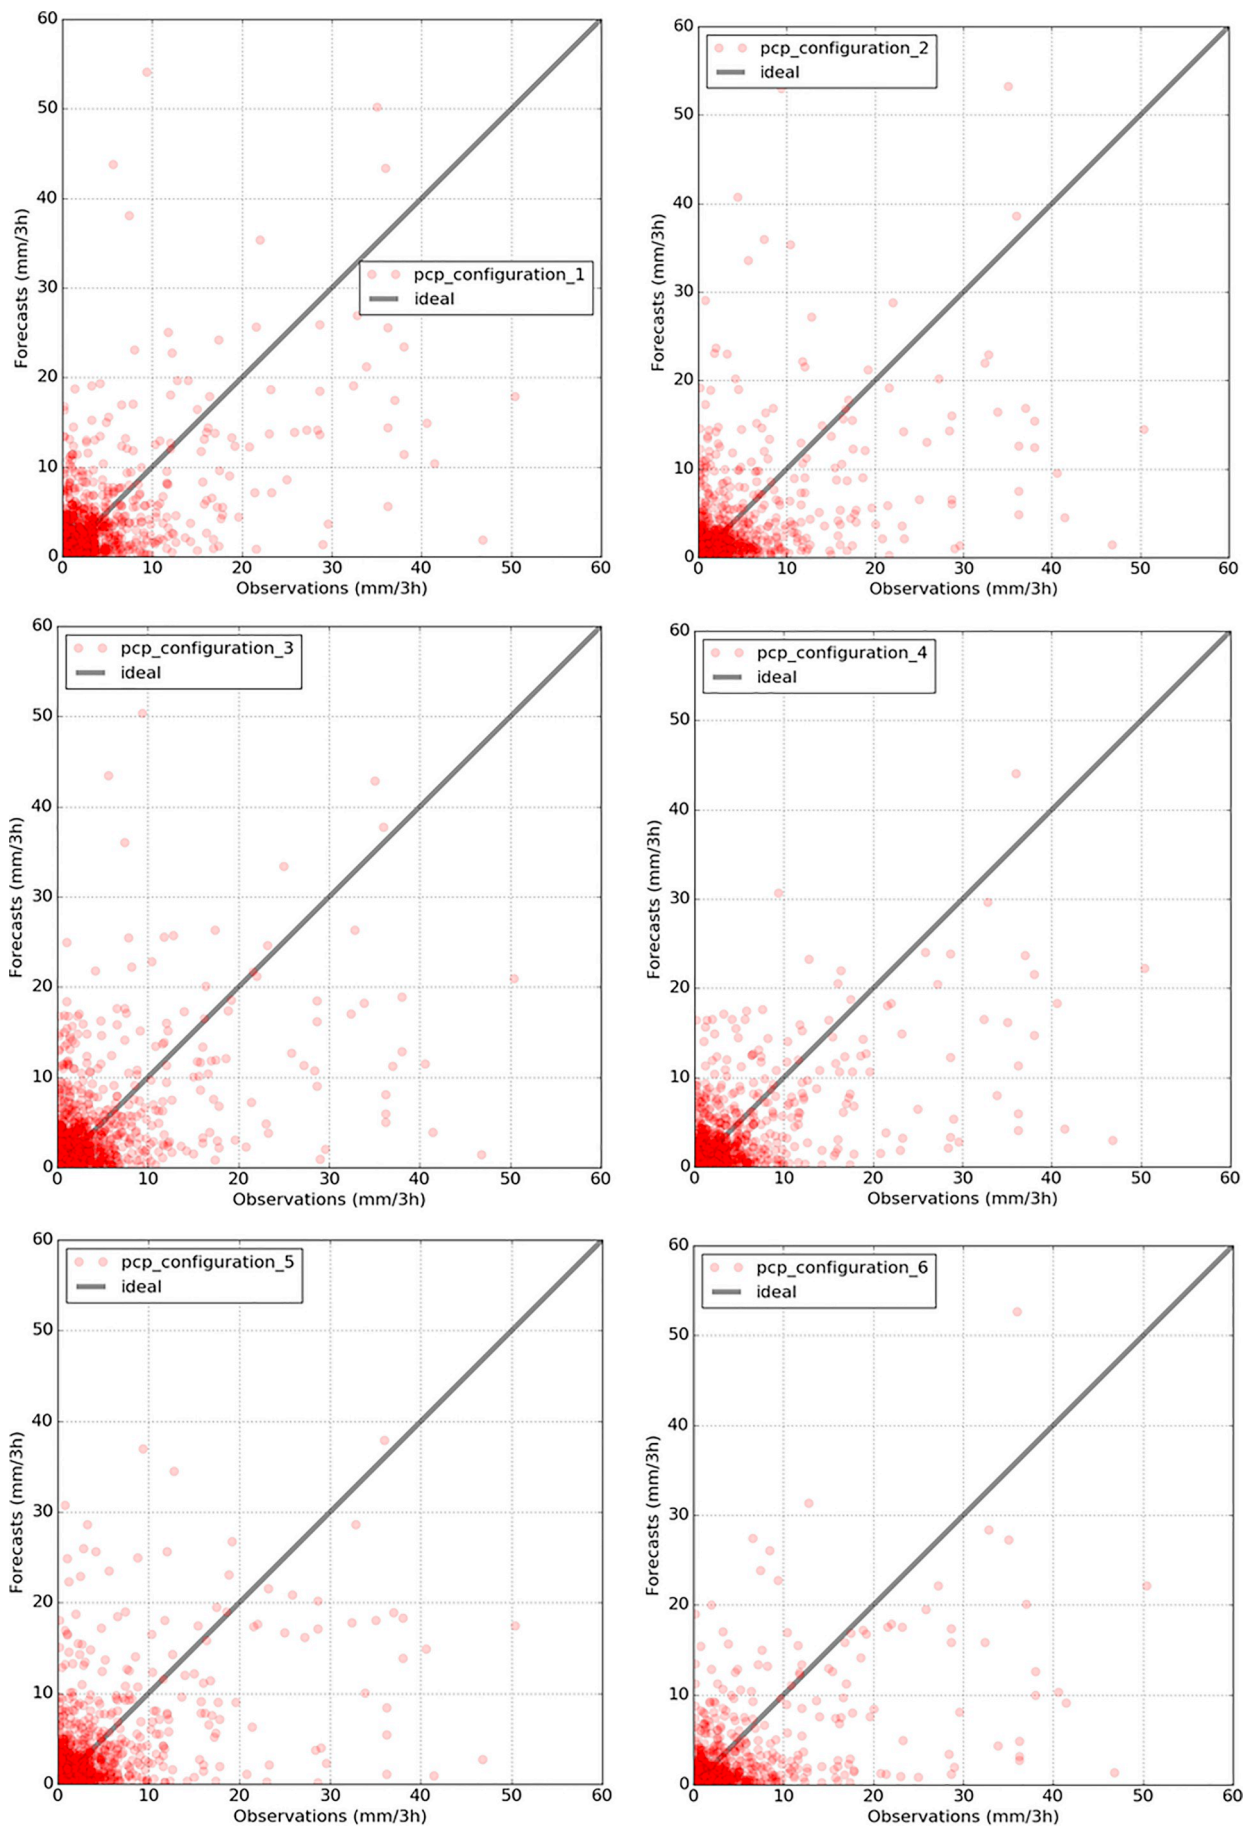 60
50
40
30
20
10
0
Forecasts (mm/3h)
pcp_configuration_1
ideal
0 10 20 30 40 50 60
Observations (mm/3h)
60
50
40
30
20
10
0
Forecasts (mm/3h)
pcp_configuration_2
ideal
0 10 20 30 40 50 60
Observations (mm/3h)
60
50
40
30
20
10
0
Forecasts (mm/3h)
pcp_configuration_3
ideal
0 10 20 30 40 50 60
Observations (mm/3h)
60
50
40
30
20
10
0
Forecasts (mm/3h)
pcp_configuration_4
ideal
0 10 20 30 40 50 60
Observations (mm/3h)
60
50
40
30
20
10
0
Forecasts (mm/3h)
pcp_configuration_5
ideal
0 10 20 30 40 50 60
Observations (mm/3h)
60
50
40
30
20
10
0
Forecasts (mm/3h)
pcp_configuration_6
ideal
0 10 20 30 40 50 60
Observations (mm/3h)